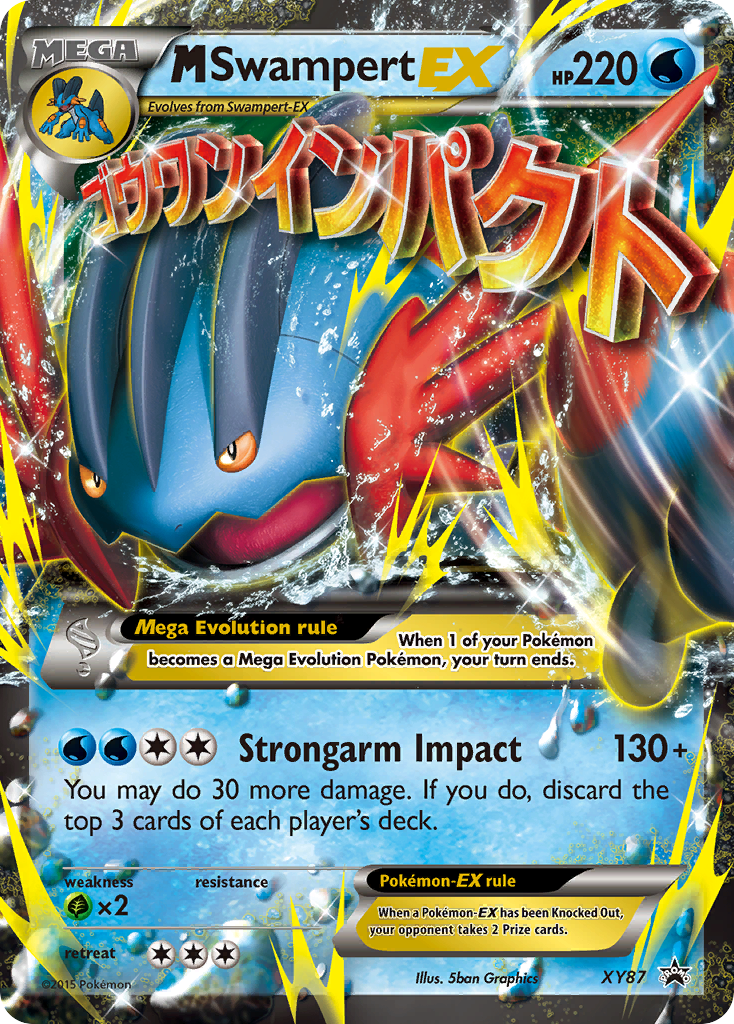 MEGA
MSwampertEX
HP220
Evolves from Swampert-EX
ゴウワンインパクト
Mega Evolution rule
When 1 of your Pokémon
becomes a Mega Evolution Pokémon, your turn ends.
Strongarm Impact 130+
You may do 30 more damage. If you do, discard the
top 3 cards of each player's deck.
weakness resistance
×2
retreat
Pokémon-EX rule
When a Pokémon-EX has been Knocked Out,
your opponent takes 2 Prize cards.
©2015 Pokémon
Illus. 5ban Graphics
XY87
PROMO